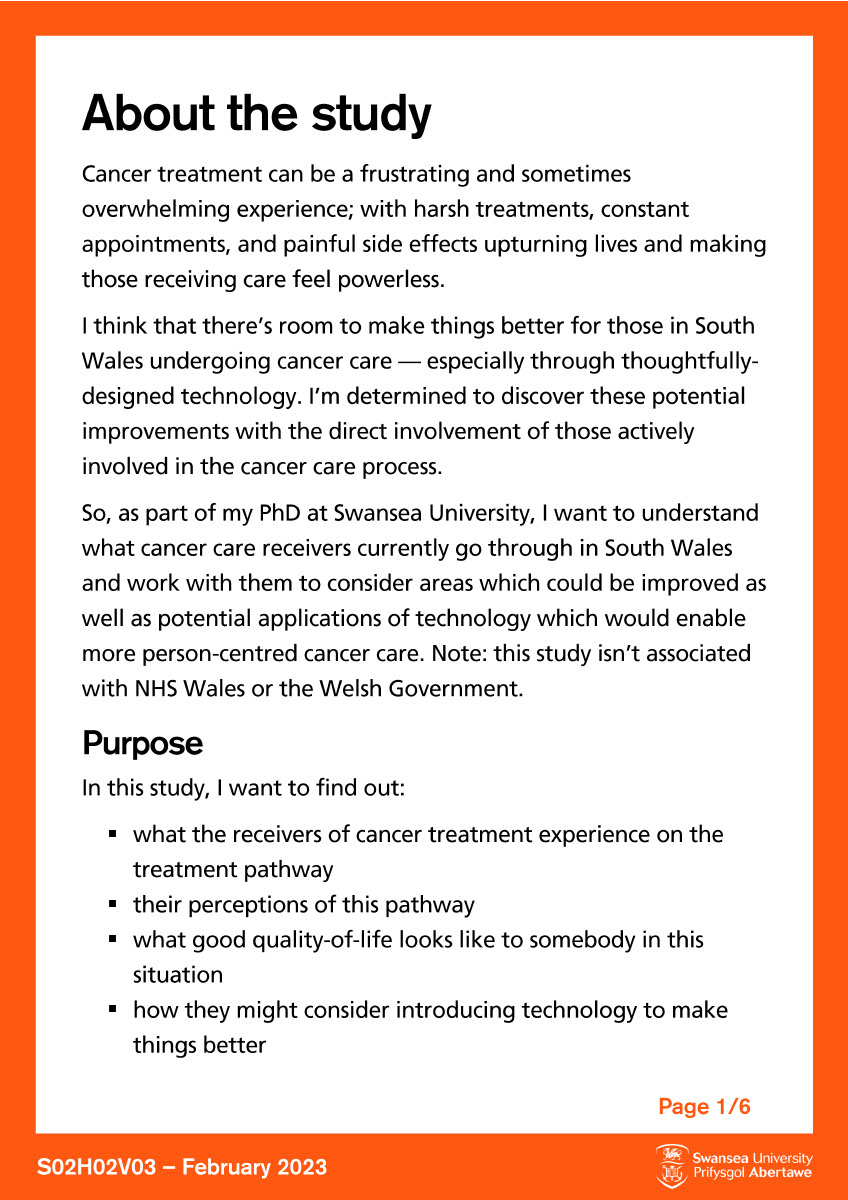 About the study
Cancer treatment can be a frustrating and sometimes
overwhelming experience; with harsh treatments, constant
appointments, and painful side effects upturning lives and making
those receiving care feel powerless.
I think that there’s room to make things better for those in South
Wales undergoing cancer care — especially through thoughtfully-
designed technology. I’m determined to discover these potential
improvements with the direct involvement of those actively
involved in the cancer care process.
So, as part of my PhD at Swansea University, I want to understand
what cancer care receivers currently go through in South Wales
and work with them to consider areas which could be improved as
well as potential applications of technology which would enable
more person-centred cancer care. Note: this study isn’t associated
with NHS Wales or the Welsh Government.
Purpose
In this study, I want to find out:
▪ what the receivers of cancer treatment experience on the
treatment pathway
▪ their perceptions of this pathway
▪ what good quality-of-life looks like to somebody in this
situation
▪ how they might consider introducing technology to make
things better
Page 1/6
S02H02V03 – February 2023
Swansea University
Prifysgol Abertawe